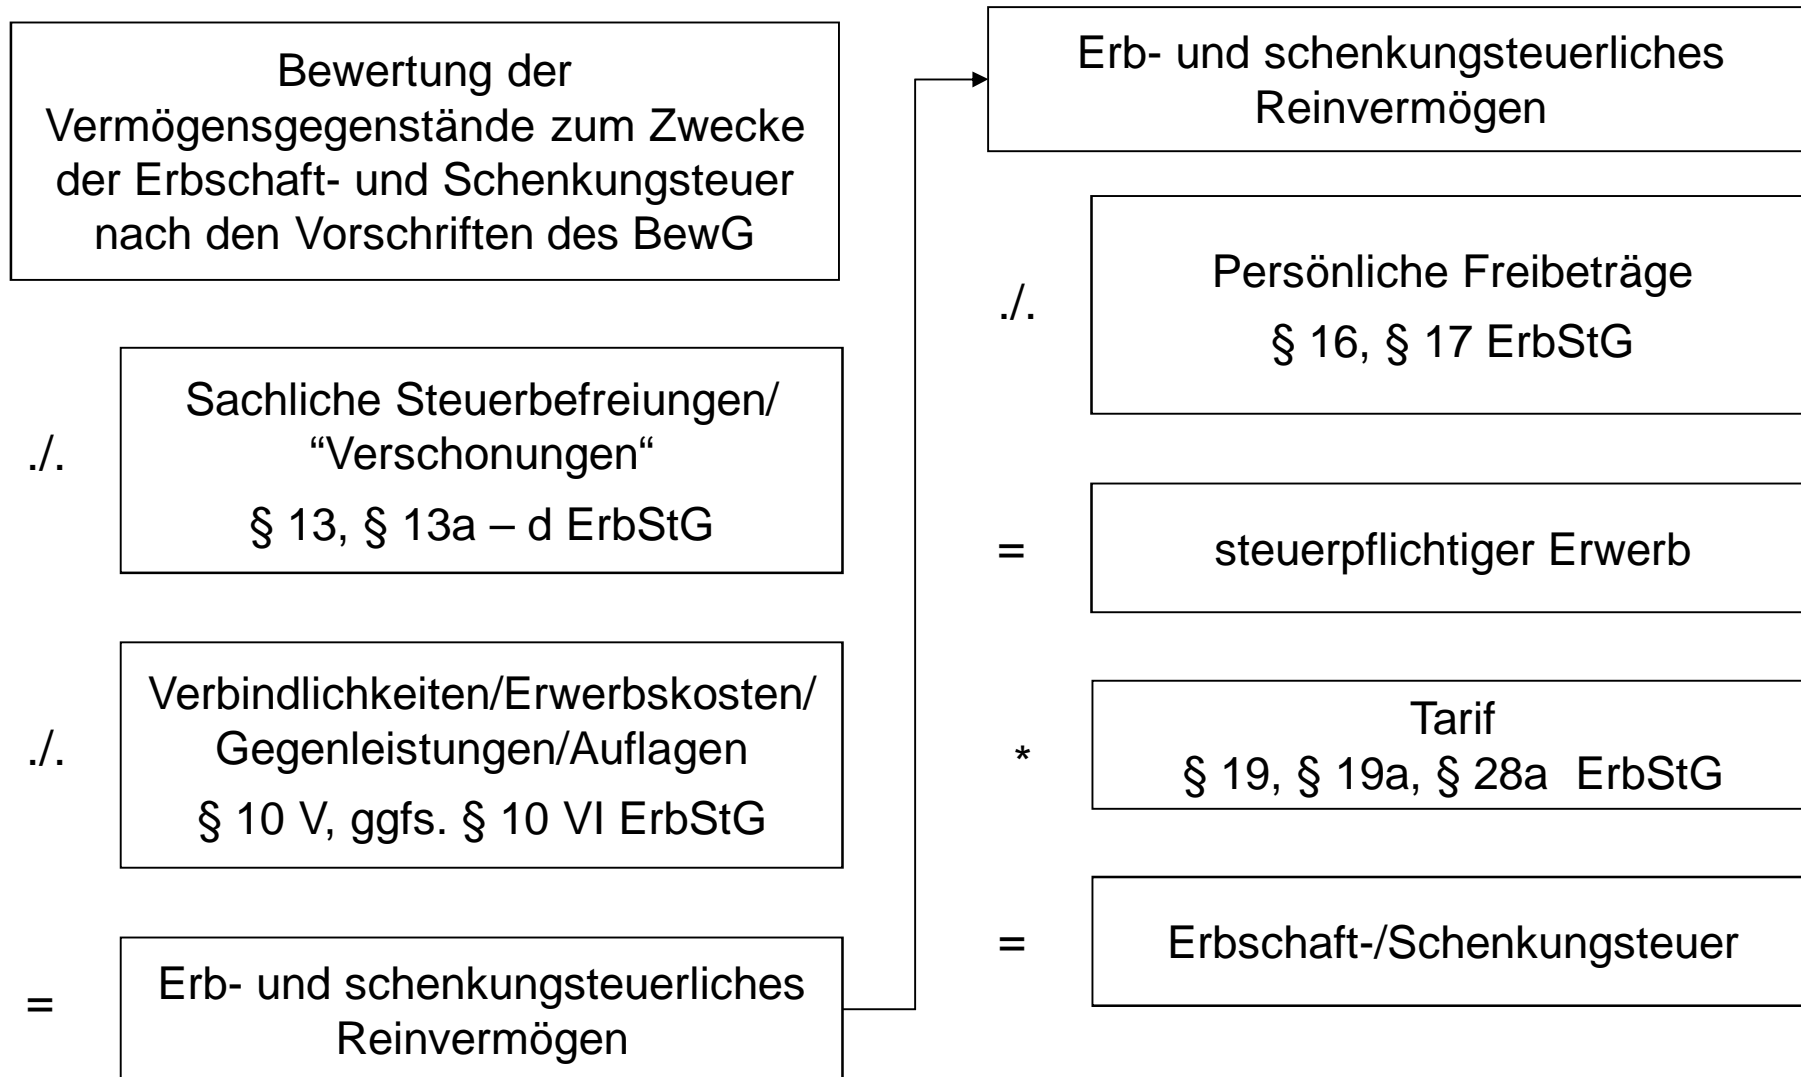 Bewertung der
Vermögensgegenstände zum Zwecke
der Erbschaft- und Schenkungsteuer
nach den Vorschriften des BewG
./.
Sachliche Steuerbefreiungen/
“Verschonungen“
§ 13, § 13a – d ErbStG
./.
Verbindlichkeiten/Erwerbskosten/
Gegenleistungen/Auflagen
§ 10 V, ggfs. § 10 VI ErbStG
=
Erb- und schenkungsteuerliches
Reinvermögen
Erb- und schenkungsteuerliches
Reinvermögen
./.
Persönliche Freibeträge
§ 16, § 17 ErbStG
=
steuerpflichtiger Erwerb
*
Tarif
§ 19, § 19a, § 28a ErbStG
=
Erbschaft-/Schenkungsteuer